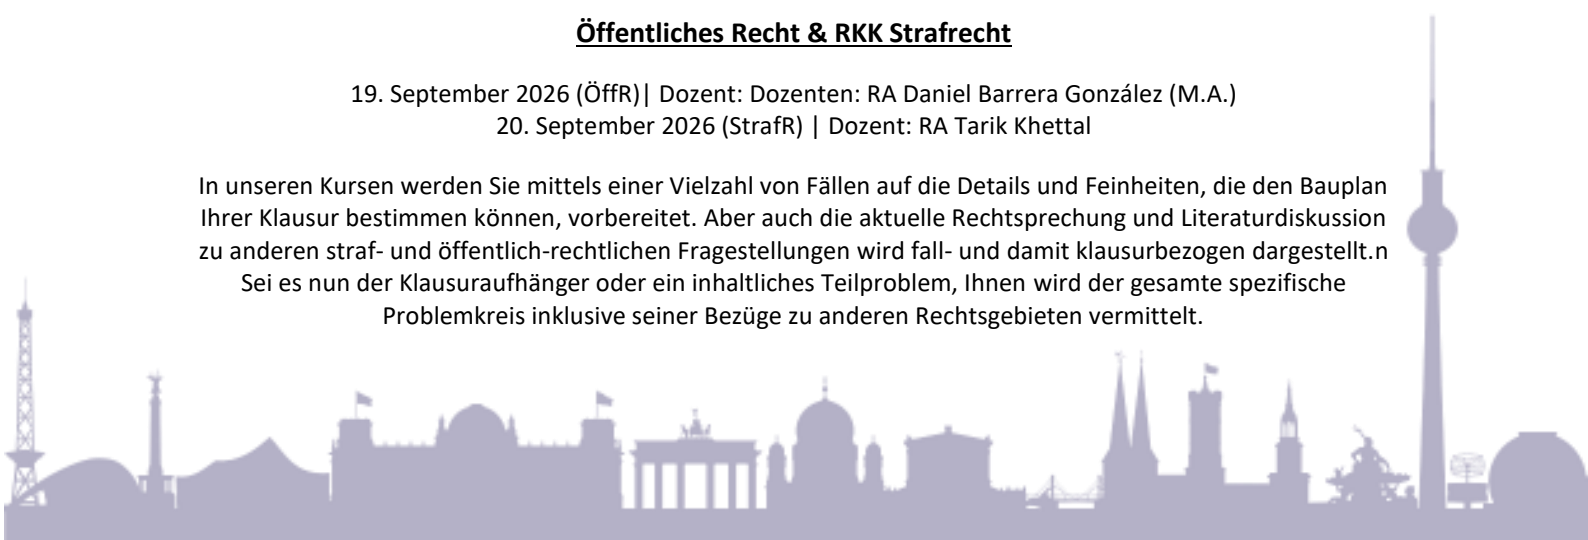 Öffentliches Recht & RKK Strafrecht
19. September 2026 (ÖffR)| Dozent: Dozenten: RA Daniel Barrera González (M.A.)
20. September 2026 (StrafR) | Dozent: RA Tarik Khettal
In unseren Kursen werden Sie mittels einer Vielzahl von Fällen auf die Details und Feinheiten, die den Bauplan
Ihrer Klausur bestimmen können, vorbereitet. Aber auch die aktuelle Rechtsprechung und Literaturdiskussion
zu anderen straf- und öffentlich-rechtlichen Fragestellungen wird fall- und damit klausurbezogen dargestellt.n
Sei es nun der Klausuraufhänger oder ein inhaltliches Teilproblem, Ihnen wird der gesamte spezifische
Problemkreis inklusive seiner Bezüge zu anderen Rechtsgebieten vermittelt.